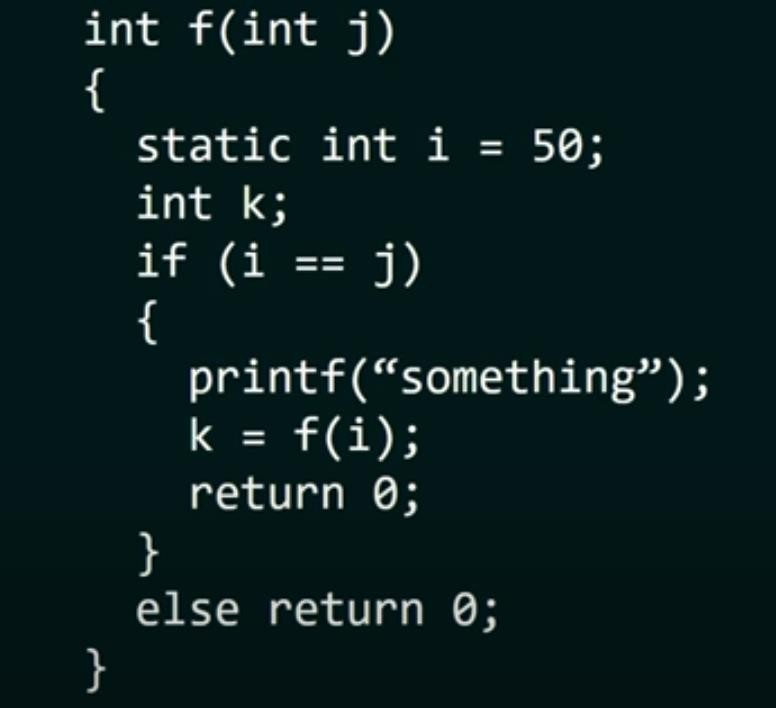 int f(int j)
{
static int i = 50;
int k;
if (i == j)
{
printf(“something”);
k = f(i);
return 0;
}
else return 0;
}